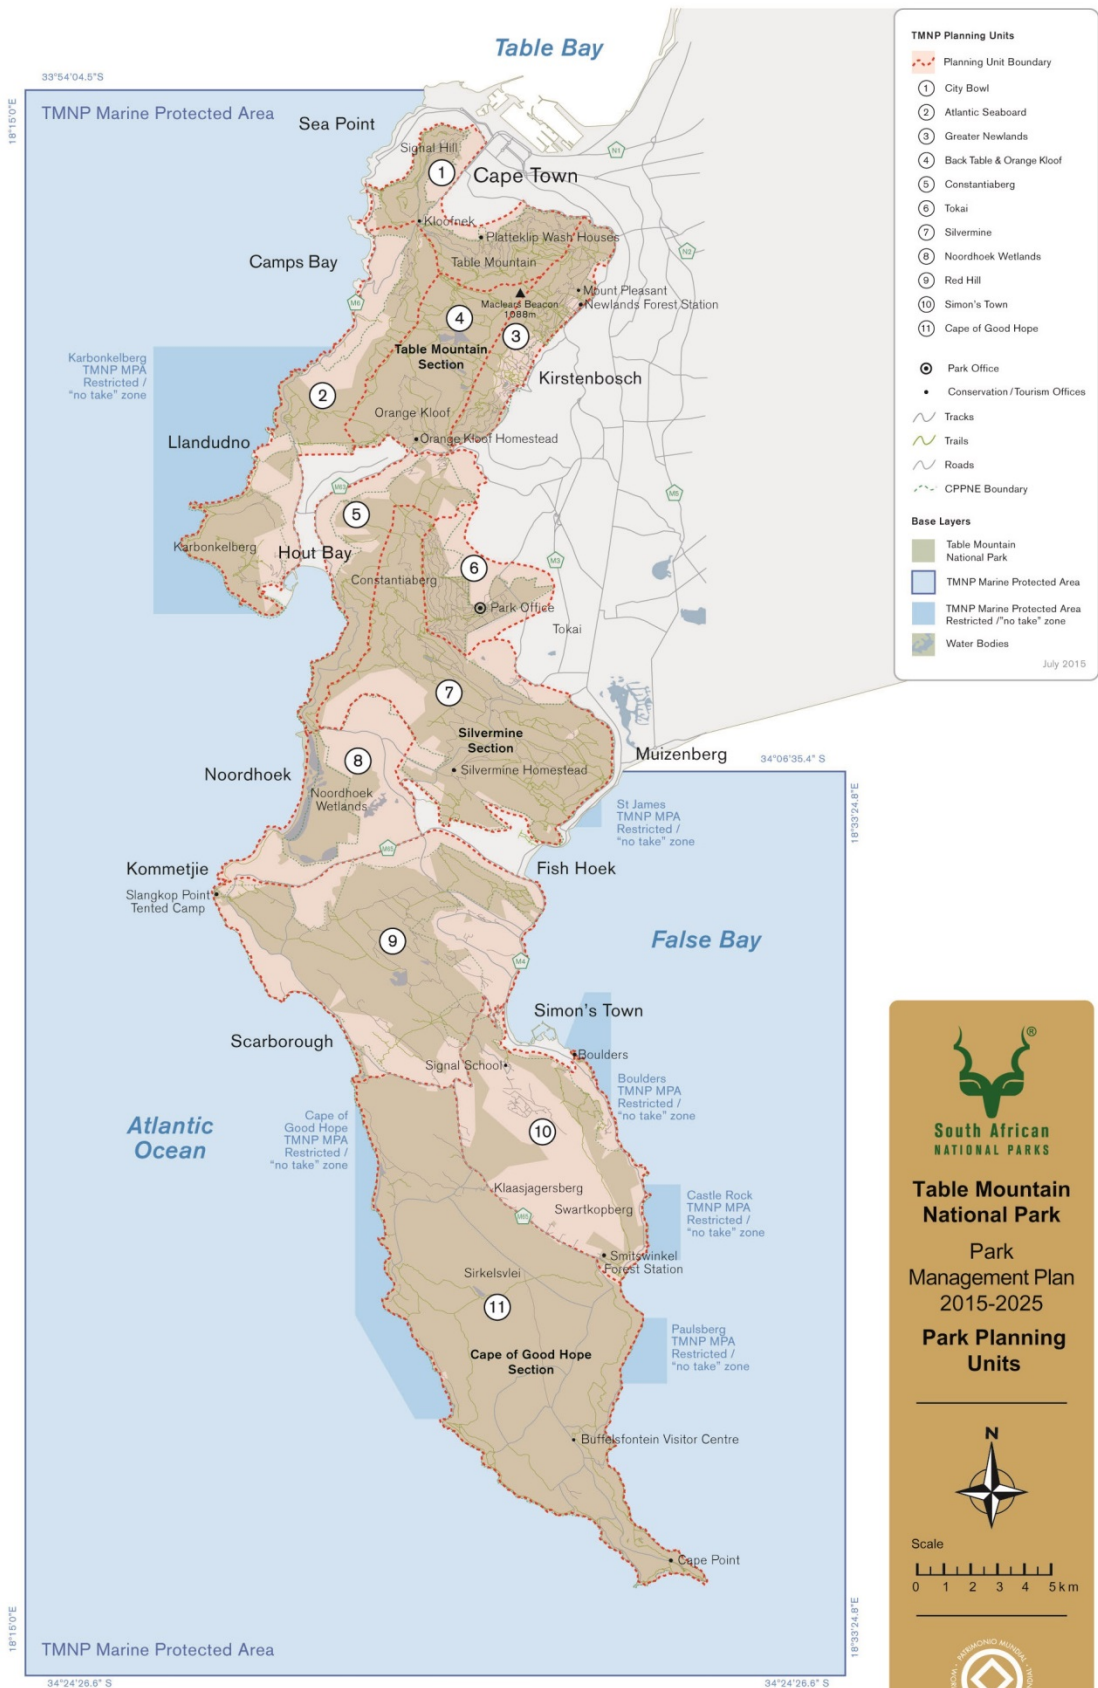 Table Bay
33°54'04.5"S
18°15'0"E
TMNP Marine Protected Area
Sea Point
Signal Hill
1
Cape Town
N1
Kloofnek
Platteklip Wash Houses
N2
Camps Bay
Table Mountain
Mount Pleasant
M6
Maclears Beacon
1088m
Newlands Forest Station
4
3
Table Mountain
Section
Karbonkelberg
TMNP MPA
Restricted /
"no take" zone
Kirstenbosch
2
Orange Kloof
Llandudno
Orange Kloof Homestead
M63
M5
5
Karbonkelberg
Hout Bay
M3
6
Constantiaberg
Park Office
Tokai
7
Silvermine
Section
Muizenberg
34°06'35.4" S
18°33'24.8"E
8
Noordhoek
Silvermine Homestead
Noordhoek
Wetlands
St James
TMNP MPA
Restricted /
"no take" zone
M65
Kommetjie
Fish Hoek
Slangkop Point
Tented Camp
9
False Bay
M4
Simon's Town
Scarborough
Boulders
Signal School
Boulders
TMNP MPA
Restricted /
"no take" zone
Atlantic
Ocean
Cape of
Good Hope
TMNP MPA
Restricted /
"no take" zone
10
Klaasjagersberg
Swartkopberg
Castle Rock
TMNP MPA
Restricted /
"no take" zone
M65
Smitswinkel
Forest Station
Sirkelsvlei
11
Cape of Good Hope
Section
Paulsberg
TMNP MPA
Restricted /
"no take" zone
Buffelsfontein Visitor Centre
Cape Point
18°15'0"E
18°33'24.8"E
TMNP Marine Protected Area
34°24'26.6" S
34°24'26.6" S
TMNP Planning Units
Planning Unit Boundary
1 City Bowl
2 Atlantic Seaboard
3 Greater Newlands
4 Back Table & Orange Kloof
5 Constantiaberg
6 Tokai
7 Silvermine
8 Noordhoek Wetlands
9 Red Hill
10 Simon's Town
11 Cape of Good Hope
Park Office
Conservation/Tourism Offices
Tracks
Trails
Roads
CPPNE Boundary
Base Layers
Table Mountain
National Park
TMNP Marine Protected Area
TMNP Marine Protected Area
Restricted /"no take" zone
Water Bodies
July 2015
®
South African
NATIONAL PARKS
Table Mountain
National Park
Park
Management Plan
2015-2025
Park Planning
Units
N
Scale
0 1 2 3 4 5 km
PATRIMONIO MUNDIAL